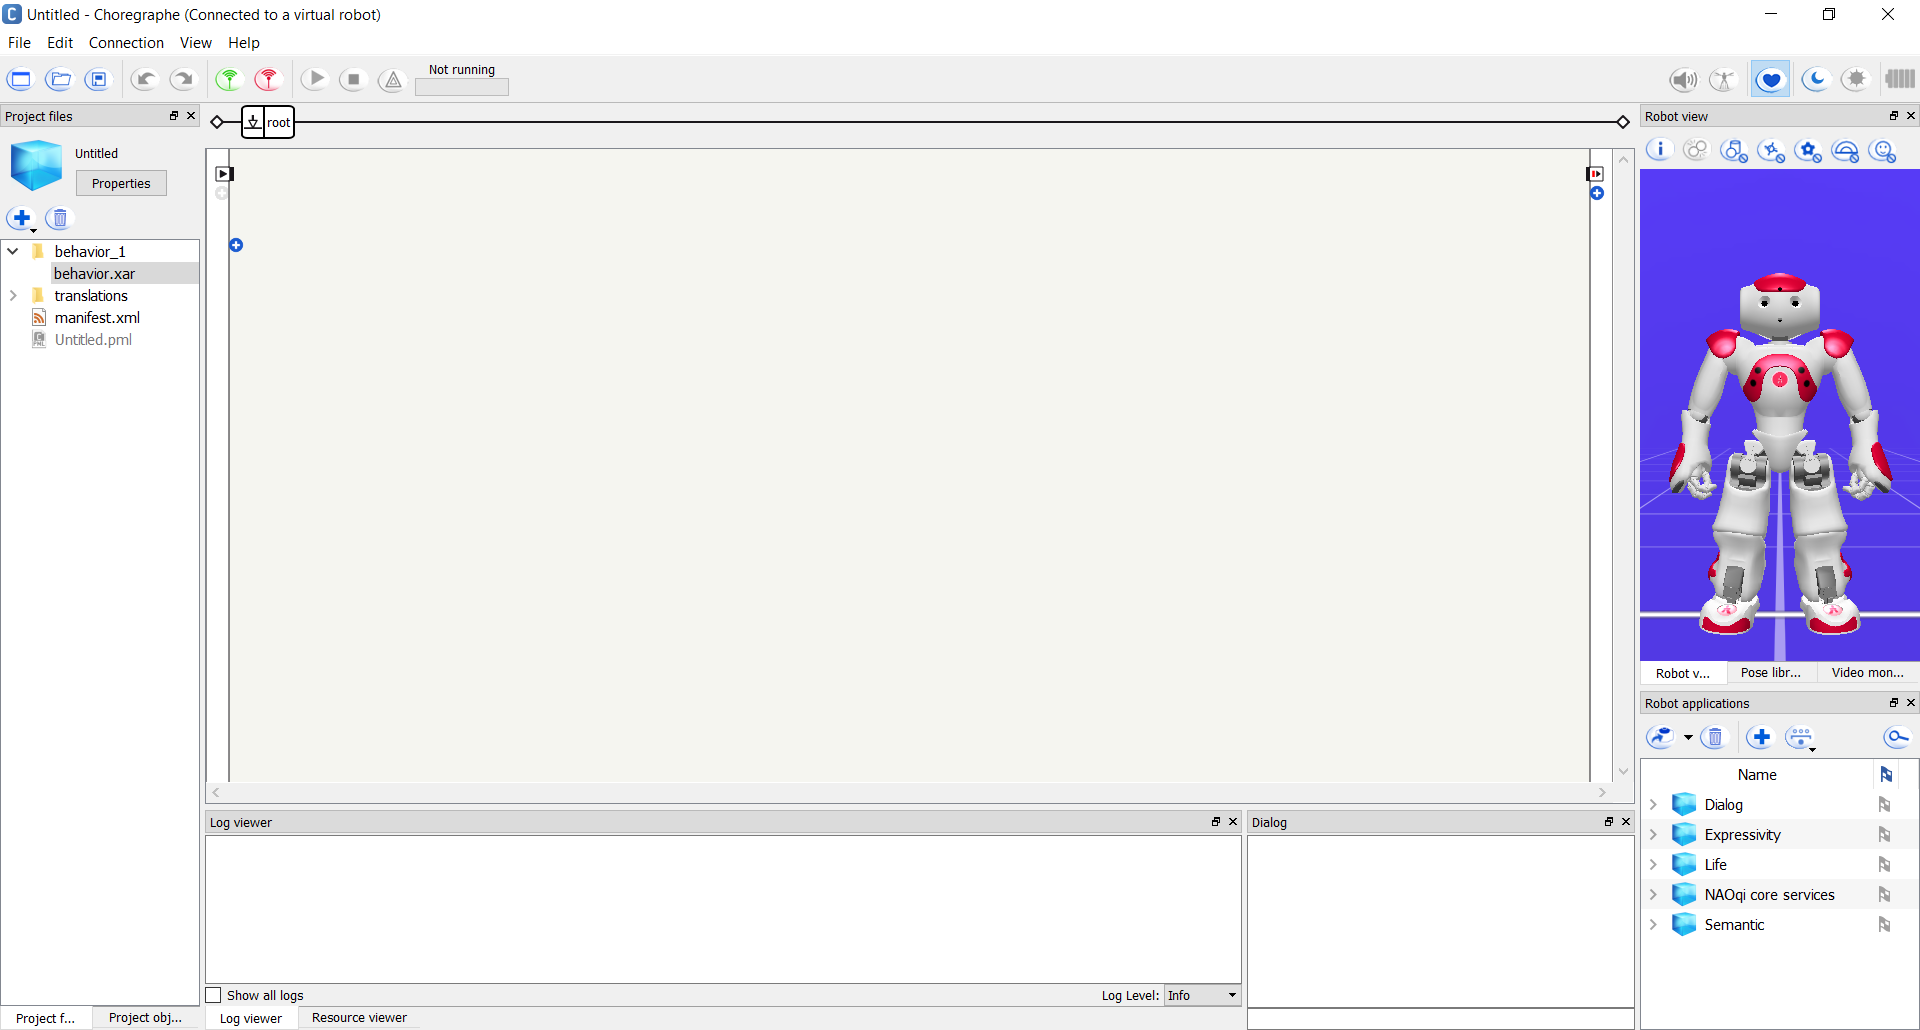 Untitled - Choregraphe (Connected to a virtual robot)
File Edit Connection View Help
Not running
Project files
Untitled
Properties
behavior_1
behavior.xar
translations
manifest.xml
Untitled.pml
Project f...
Project obj...
root
Log viewer
Show all logs
Log Level: Info
Log viewer
Resource viewer
Dialog
Robot view
Robot v...
Pose libr...
Video mon...
Robot applications
Name
Dialog
Expressivity
Life
NAOqi core services
Semantic